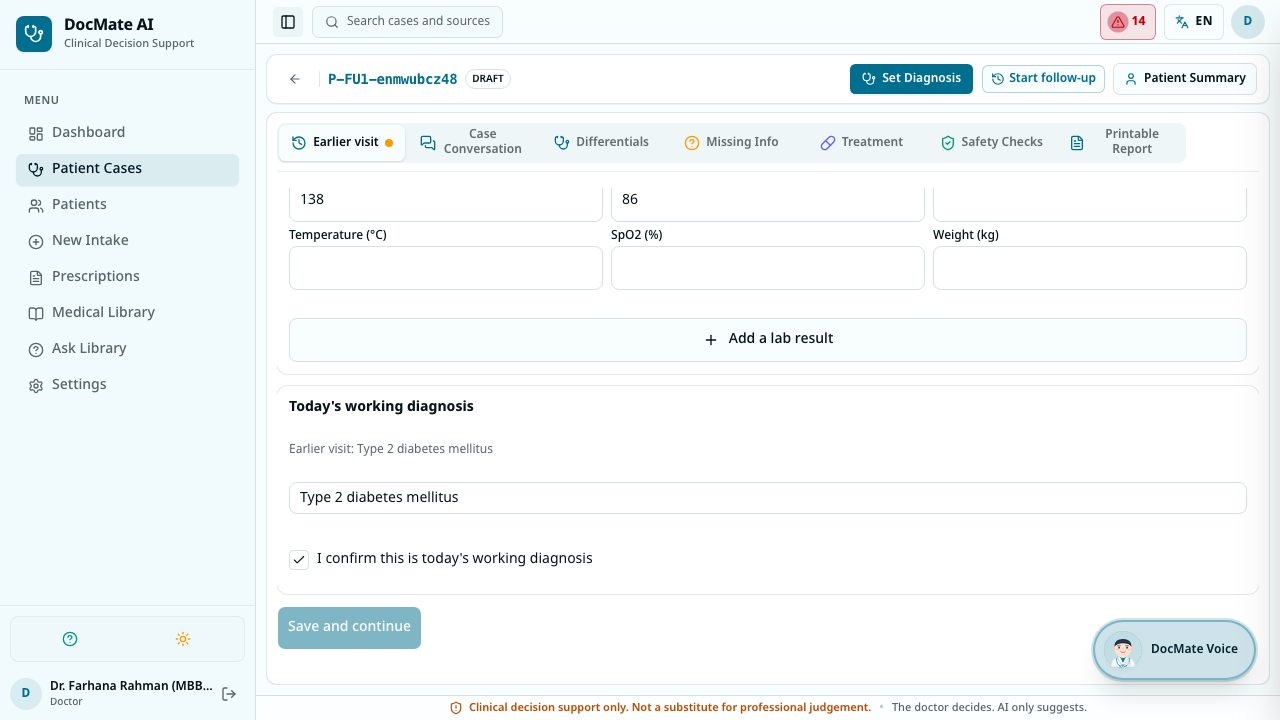 DocMate AI
Clinical Decision Support
MENU
Dashboard
Patient Cases
Patients
New Intake
Prescriptions
Medical Library
Ask Library
Settings
D
Dr. Farhana Rahman (MBB...
Doctor
Search cases and sources
14
EN
D
P-FU1-enmwubcz48
DRAFT
Set Diagnosis
Start follow-up
Patient Summary
Earlier visit
Case
Conversation
Differentials
Missing Info
Treatment
Safety Checks
Printable
Report
138
86
Temperature (°C)
SpO2 (%)
Weight (kg)
Add a lab result
Today's working diagnosis
Earlier visit: Type 2 diabetes mellitus
Type 2 diabetes mellitus
I confirm this is today's working diagnosis
Save and continue
DocMate Voice
Clinical decision support only. Not a substitute for professional judgement. • The doctor decides. AI only suggests.